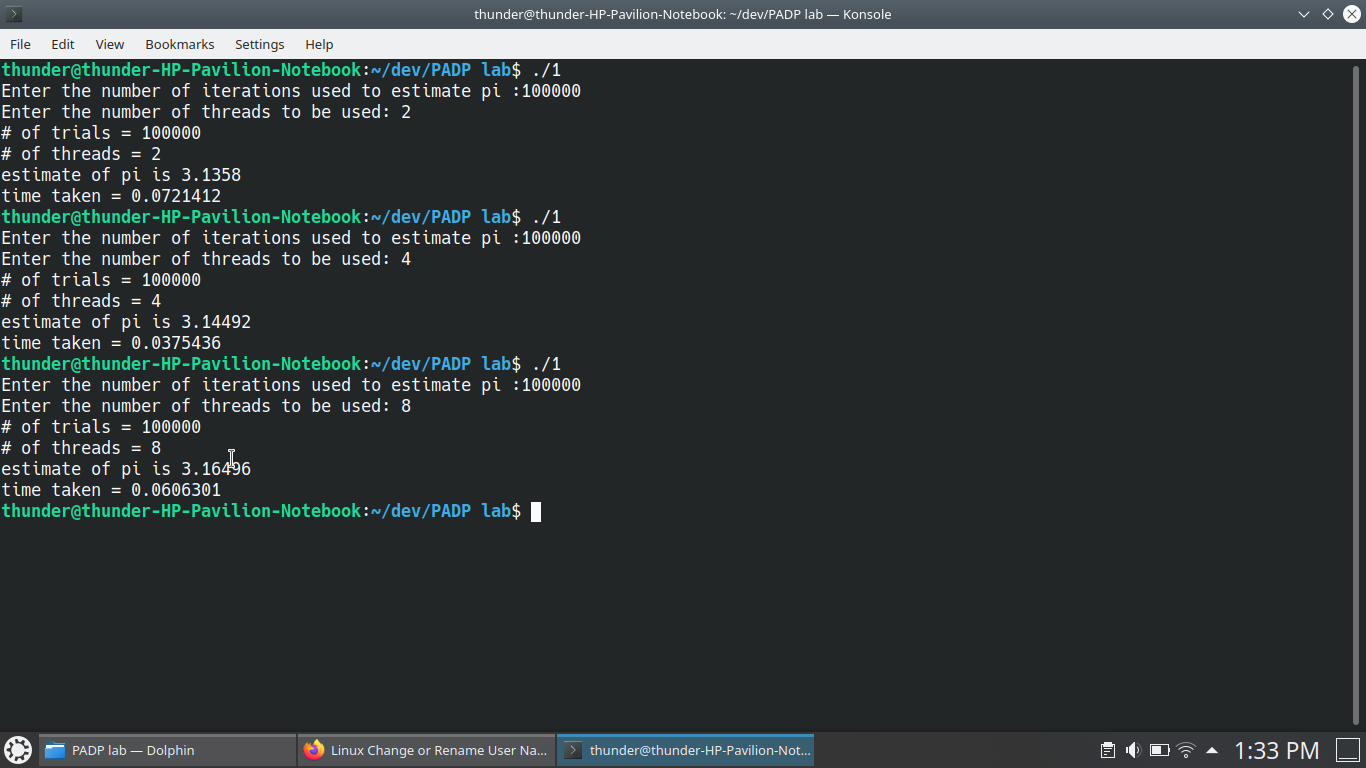 thunder@thunder-HP-Pavilion-Notebook: ~/dev/PADP lab — Konsole
File Edit View Bookmarks Settings Help
thunder@thunder-HP-Pavilion-Notebook:~/dev/PADP lab$ ./1
Enter the number of iterations used to estimate pi :100000
Enter the number of threads to be used: 2
# of trials = 100000
# of threads = 2
estimate of pi is 3.1358
time taken = 0.0721412
thunder@thunder-HP-Pavilion-Notebook:~/dev/PADP lab$ ./1
Enter the number of iterations used to estimate pi :100000
Enter the number of threads to be used: 4
# of trials = 100000
# of threads = 4
estimate of pi is 3.14492
time taken = 0.0375436
thunder@thunder-HP-Pavilion-Notebook:~/dev/PADP lab$ ./1
Enter the number of iterations used to estimate pi :100000
Enter the number of threads to be used: 8
# of trials = 100000
# of threads = 8
estimate of pi is 3.16496
time taken = 0.0606301
thunder@thunder-HP-Pavilion-Notebook:~/dev/PADP lab$
PADP lab — Dolphin
Linux Change or Rename User Na...
thunder@thunder-HP-Pavilion-Not...
1:33 PM